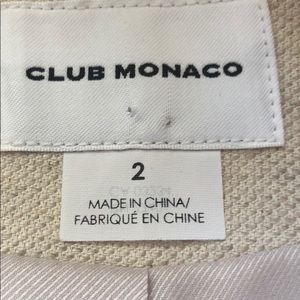 CLUB MONACO
2
MADE IN CHINA/
FABRIQUÉ EN CHINE